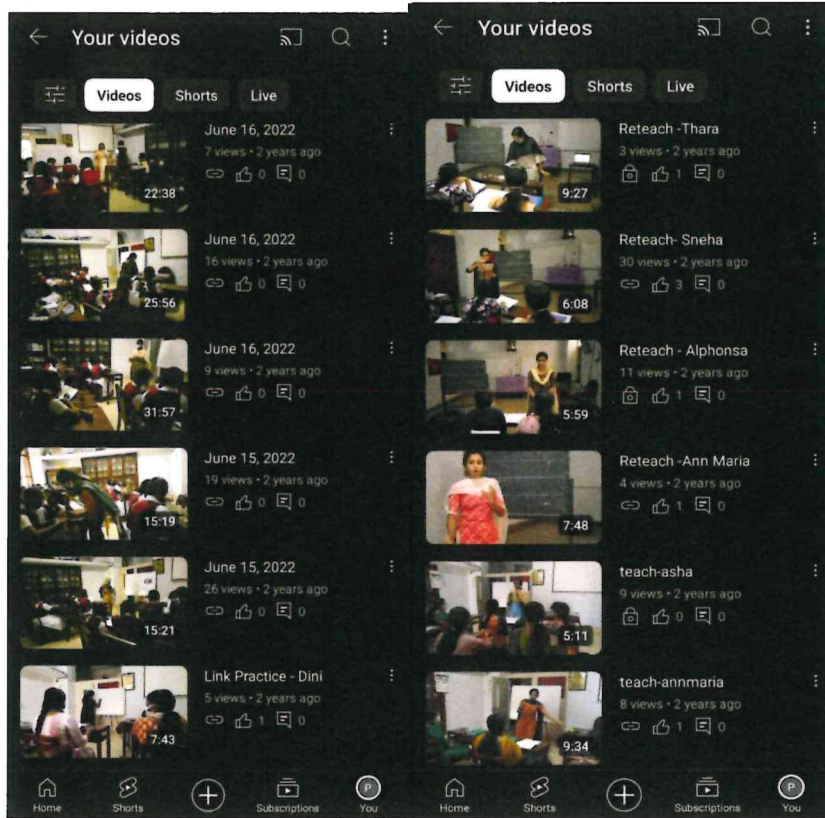 Your videos
Videos Shorts Live
June 16, 2022
7 views • 2 years ago
0 0
22:38
June 16, 2022
16 views • 2 years ago
0 0
25:56
June 16, 2022
9 views • 2 years ago
0 0
31:57
June 15, 2022
19 views • 2 years ago
0 0
15:19
June 15, 2022
26 views • 2 years ago
0 0
15:21
Link Practice - Dini
5 views • 2 years ago
1 0
7:43
Home Shorts Subscriptions You
P
Your videos
Videos Shorts Live
Reteach -Thara
3 views • 2 years ago
1 0
9:27
Reteach- Sneha
30 views • 2 years ago
3 0
6:08
Reteach - Alphonsa
11 views • 2 years ago
1 0
5:59
Reteach -Ann Maria
4 views • 2 years ago
1 0
7:48
teach-asha
9 views • 2 years ago
0 0
5:11
teach-annmaria
8 views • 2 years ago
1 0
9:34
Home Shorts Subscriptions You
P